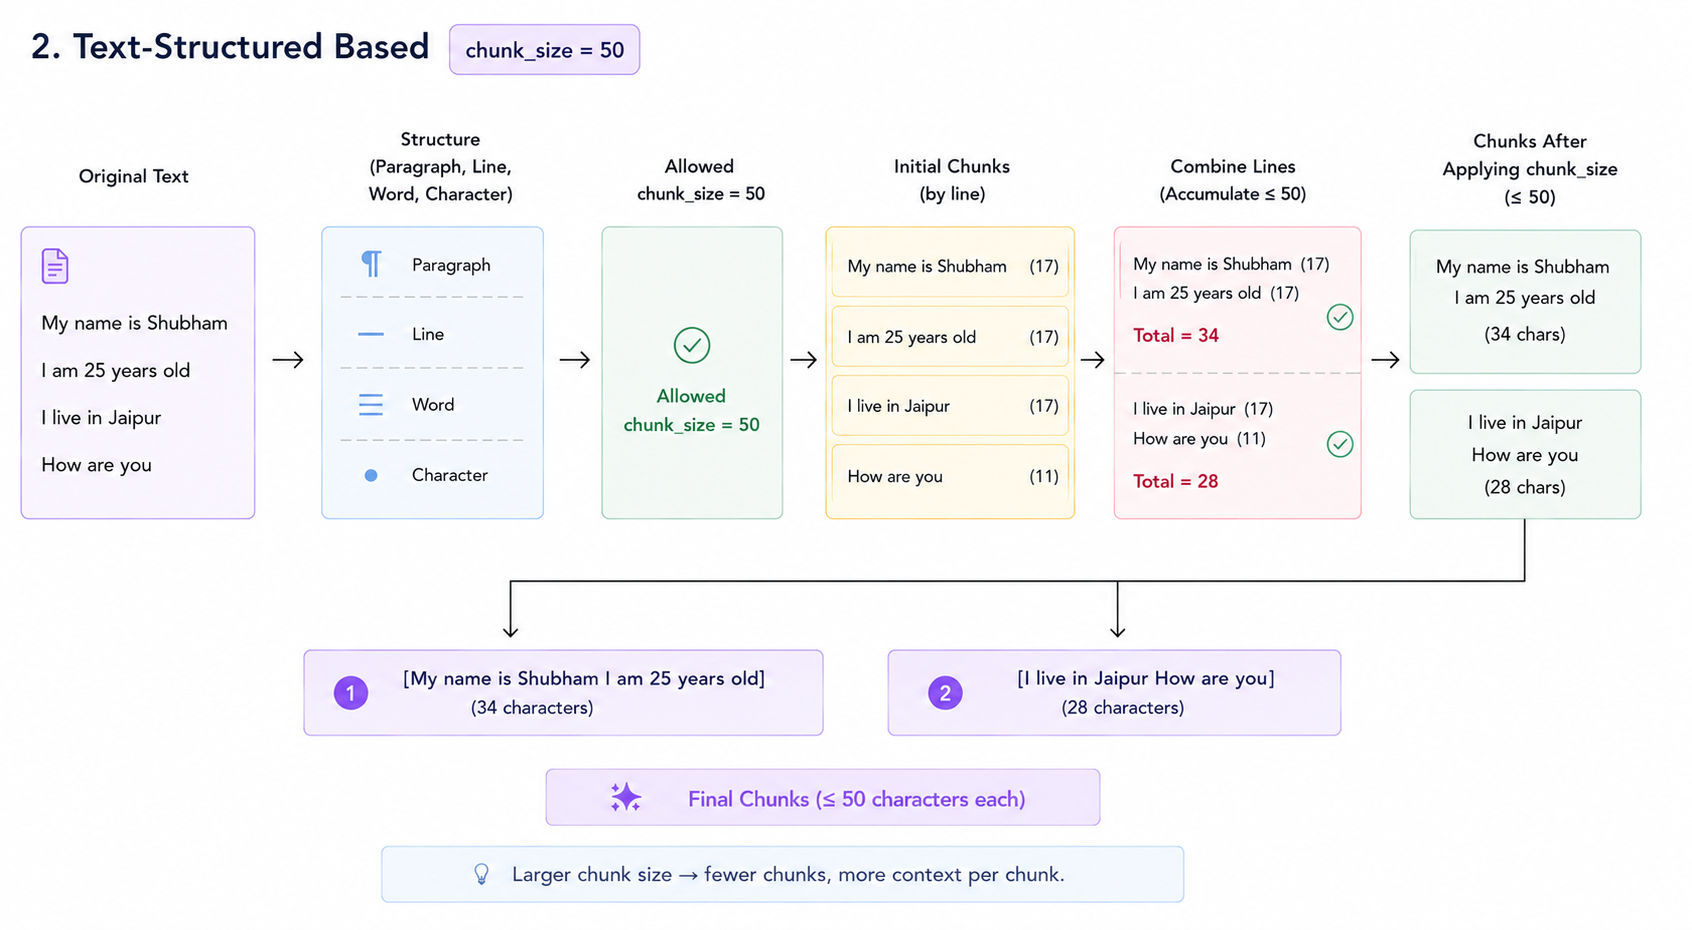 2. Text-Structured Based
chunk_size = 50
Original Text
My name is Shubham
I am 25 years old
I live in Jaipur
How are you
Structure
(Paragraph, Line,
Word, Character)
Paragraph
Line
Word
Character
Allowed
chunk_size = 50
Allowed
chunk_size = 50
Initial Chunks
(by line)
My name is Shubham (17)
I am 25 years old (17)
I live in Jaipur (17)
How are you (11)
Combine Lines
(Accumulate ≤ 50)
My name is Shubham (17)
I am 25 years old (17)
Total = 34
I live in Jaipur (17)
How are you (11)
Total = 28
Chunks After
Applying chunk_size
(≤ 50)
My name is Shubham
I am 25 years old
(34 chars)
I live in Jaipur
How are you
(28 chars)
1
[My name is Shubham I am 25 years old]
(34 characters)
2
[I live in Jaipur How are you]
(28 characters)
Final Chunks (≤ 50 characters each)
Larger chunk size → fewer chunks, more context per chunk.